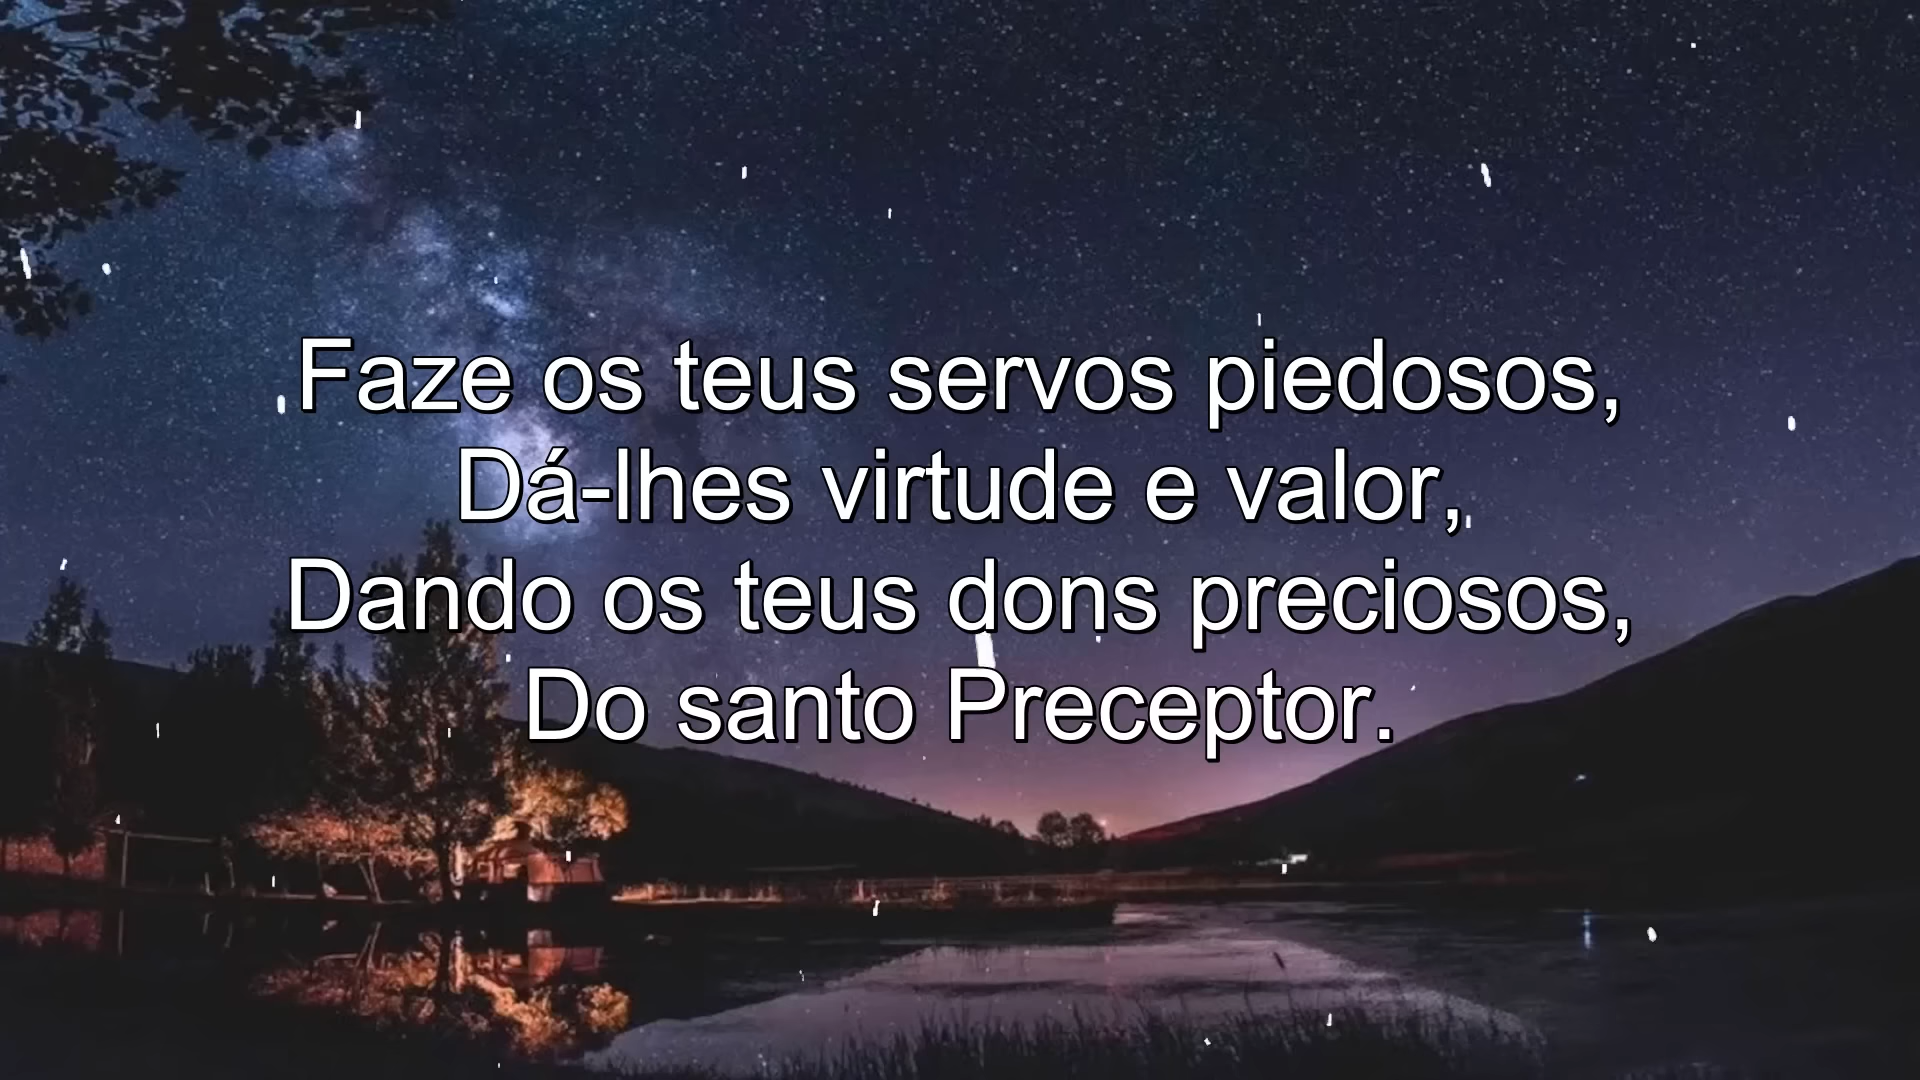 Faze os teus servos piedosos,
Dá-lhes virtude e valor,
Dando os teus dons preciosos,
Do santo Preceptor.